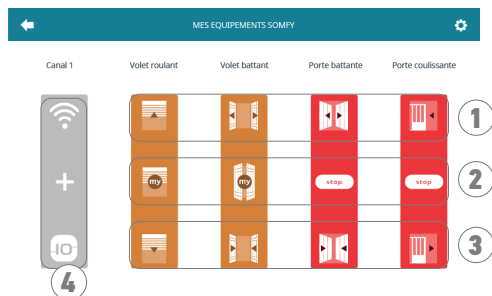 MES EQUIPEMENTS SOMFY
Canal 1 Volet roulant Volet battant Porte battante Porte coulissante
1
+
my my stop stop
2
IO
3
4